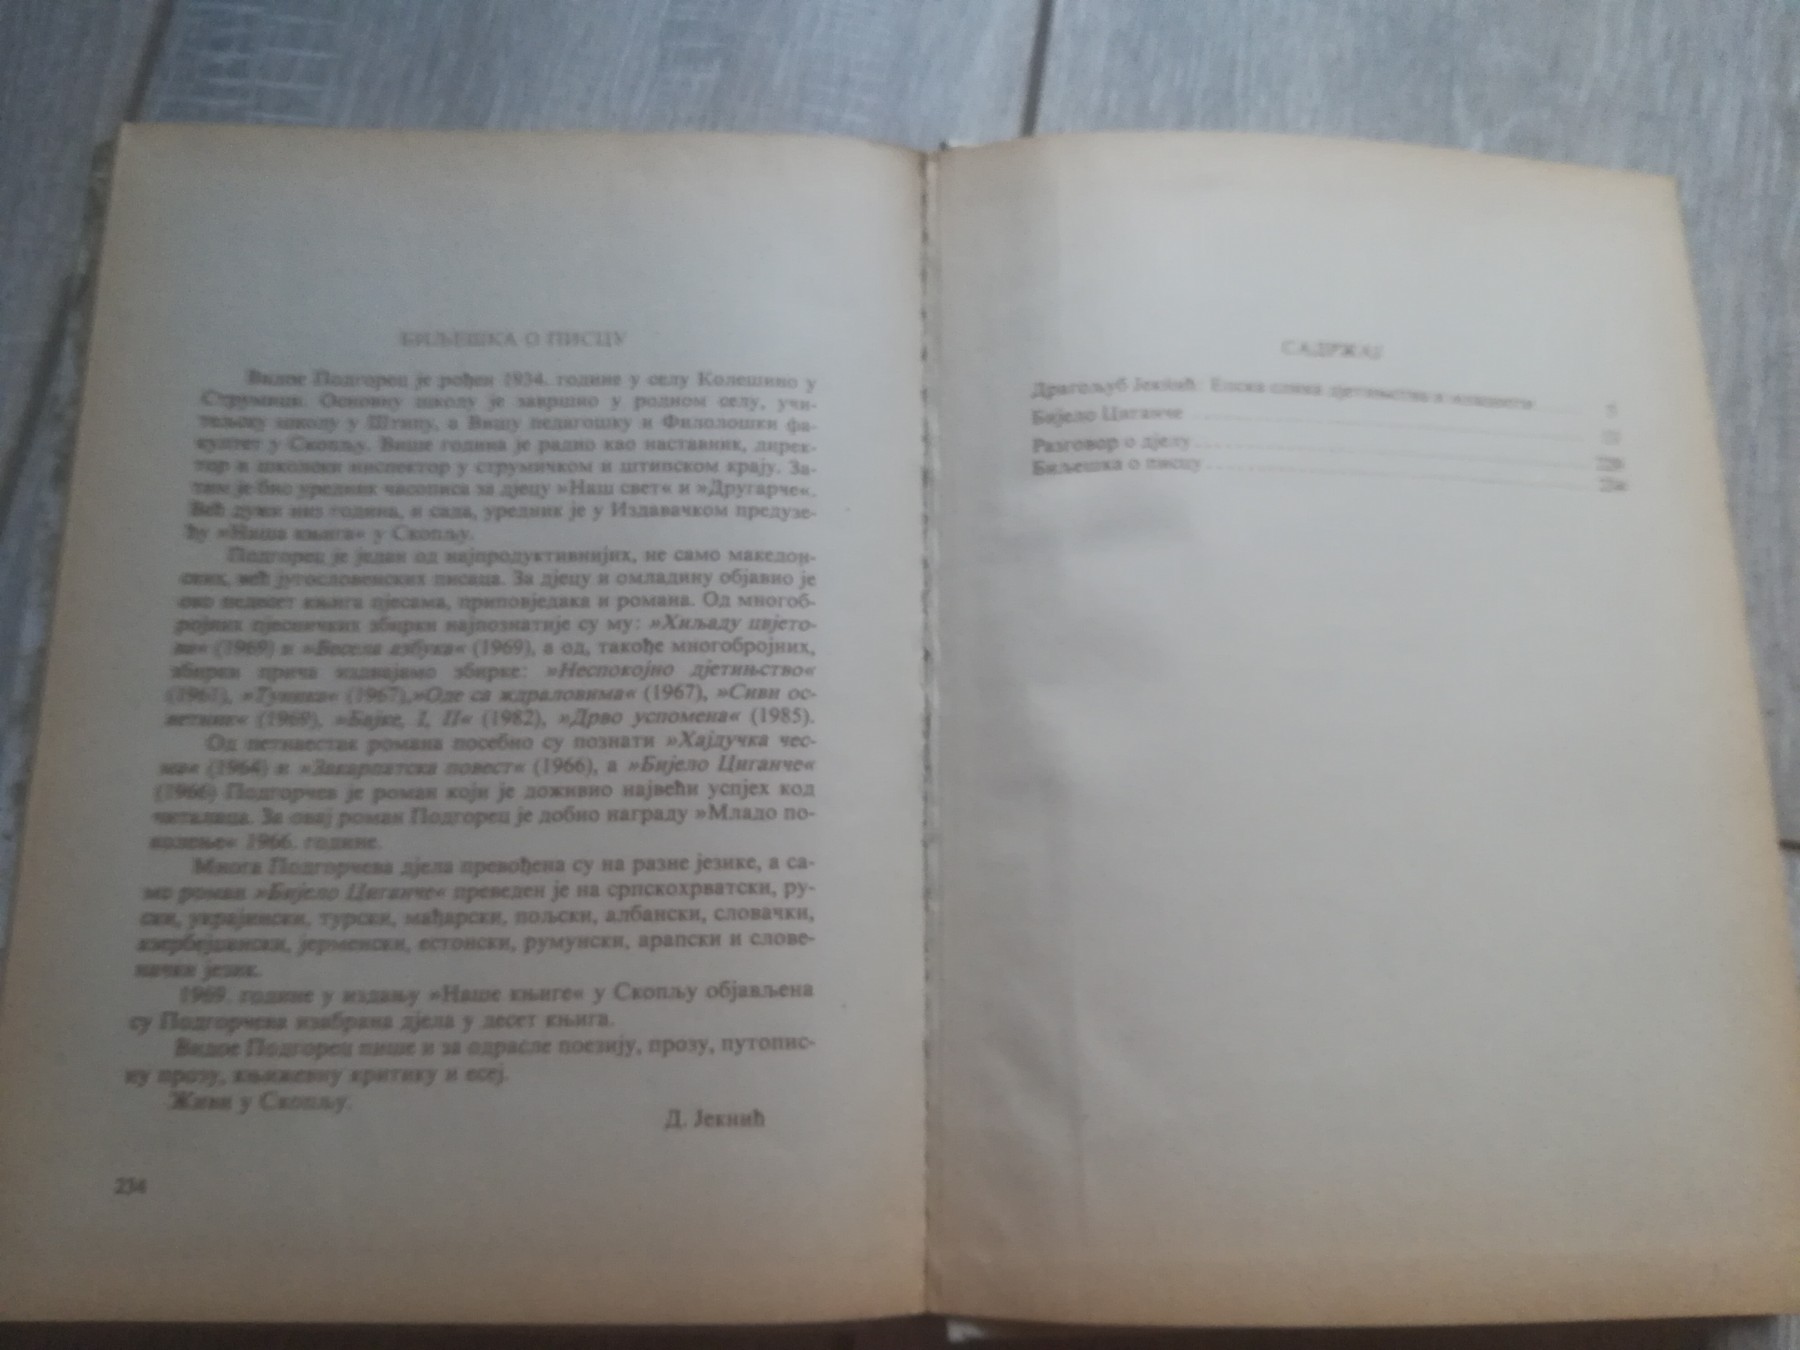 БИЉЕШКА О ПИСЦУ
Видое Подгорец је рођен 1934. године у селу Колешино у
Струмици. Основну школу је завршио у родном селу, учи-
тељску школу у Штипу, а Вишу педагошку и Филолошки фа-
култет у Скопљу. Више година је радио као наставник, дирек-
тор и школски инспектор у струмичком и штипском крају. За-
тим је био уредник часописа за дјецу »Наш свет« и »Другарче«.
Већ дужи низ година, и сада, уредник је у Издавачком предузе-
ћу »Наша књига« у Скопљу.
Подгорец је један од најпродуктивнијих, не само македон-
ских, већ југословенских писаца. За дјецу и омладину објавио је
око педесет књига пјесама, приповједака и романа. Од многоб-
ројних пјесничких збирки најпознатије су му: »Хиљаду цвјето-
ва« (1969) и »Весела азбука« (1969), а од, такође многобројних,
збирки прича издвајамо збирке: »Неспокојно дјетињство«
(1961), »Туника« (1967),»Оде са ждраловима« (1967), »Сиви ос-
ветник« (1969), »Бајке, I, II« (1982), »Дрво успомена« (1985).
Од петнаестак романа посебно су познати »Хајдучка чес-
ма« (1964) и »Закарпатска повест« (1966), а »Бијело Циганче«
(1966) Подгорчев је роман који је доживио највећи успјех код
читалаца. За овај роман Подгорец је добио награду »Младо по-
колење« 1966. године.
Многа Подгорчева дјела превођена су на разне језике, а са-
мо роман »Бијело Циганче« преведен је на српскохрватски, ру-
ски, украјински, турски, мађарски, пољски, албански, словачки,
азербејџански, јерменски, естонски, румунски, арапски и слове-
начки језик.
1969. године у издању »Наше књиге« у Скопљу објављена
су Подгорчева изабрана дјела у десет књига.
Видое Подгорец пише и за одрасле поезију, прозу, путопис-
ну прозу, књижевну критику и есеј.
Живи у Скопљу.
Д. Јекнић
234
САДРЖАЈ
Драгољуб Јекнић: Епска слика дјетињства и 5
Бијело Циганче
Разговор о дјелу
Биљешка о писцу 234